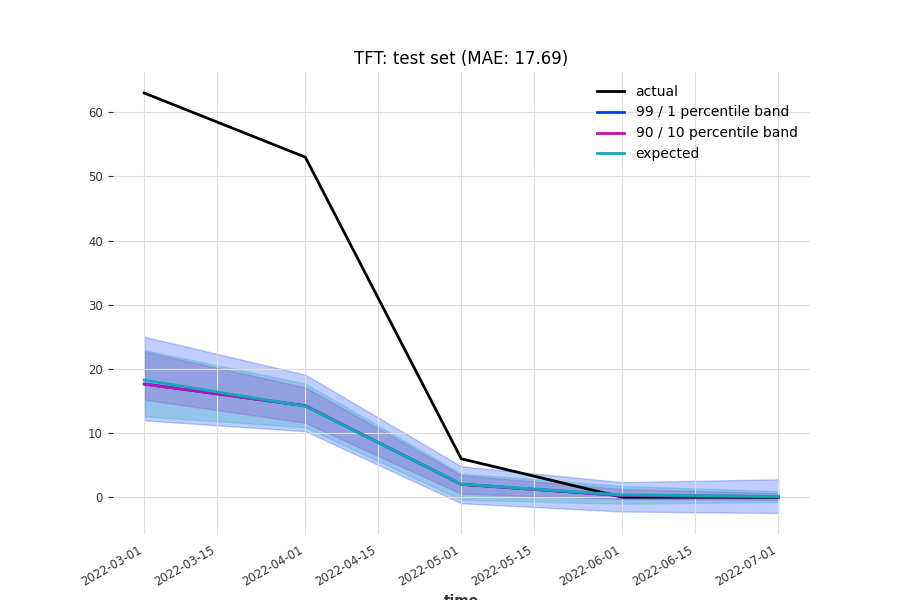 TFT: test set (MAE: 17.69)
actual
99 / 1 percentile band
90 / 10 percentile band
expected
60
50
40
30
20
10
0
2022-03-01
2022-03-15
2022-04-01
2022-04-15
2022-05-01
2022-05-15
2022-06-01
2022-06-15
2022-07-01
time